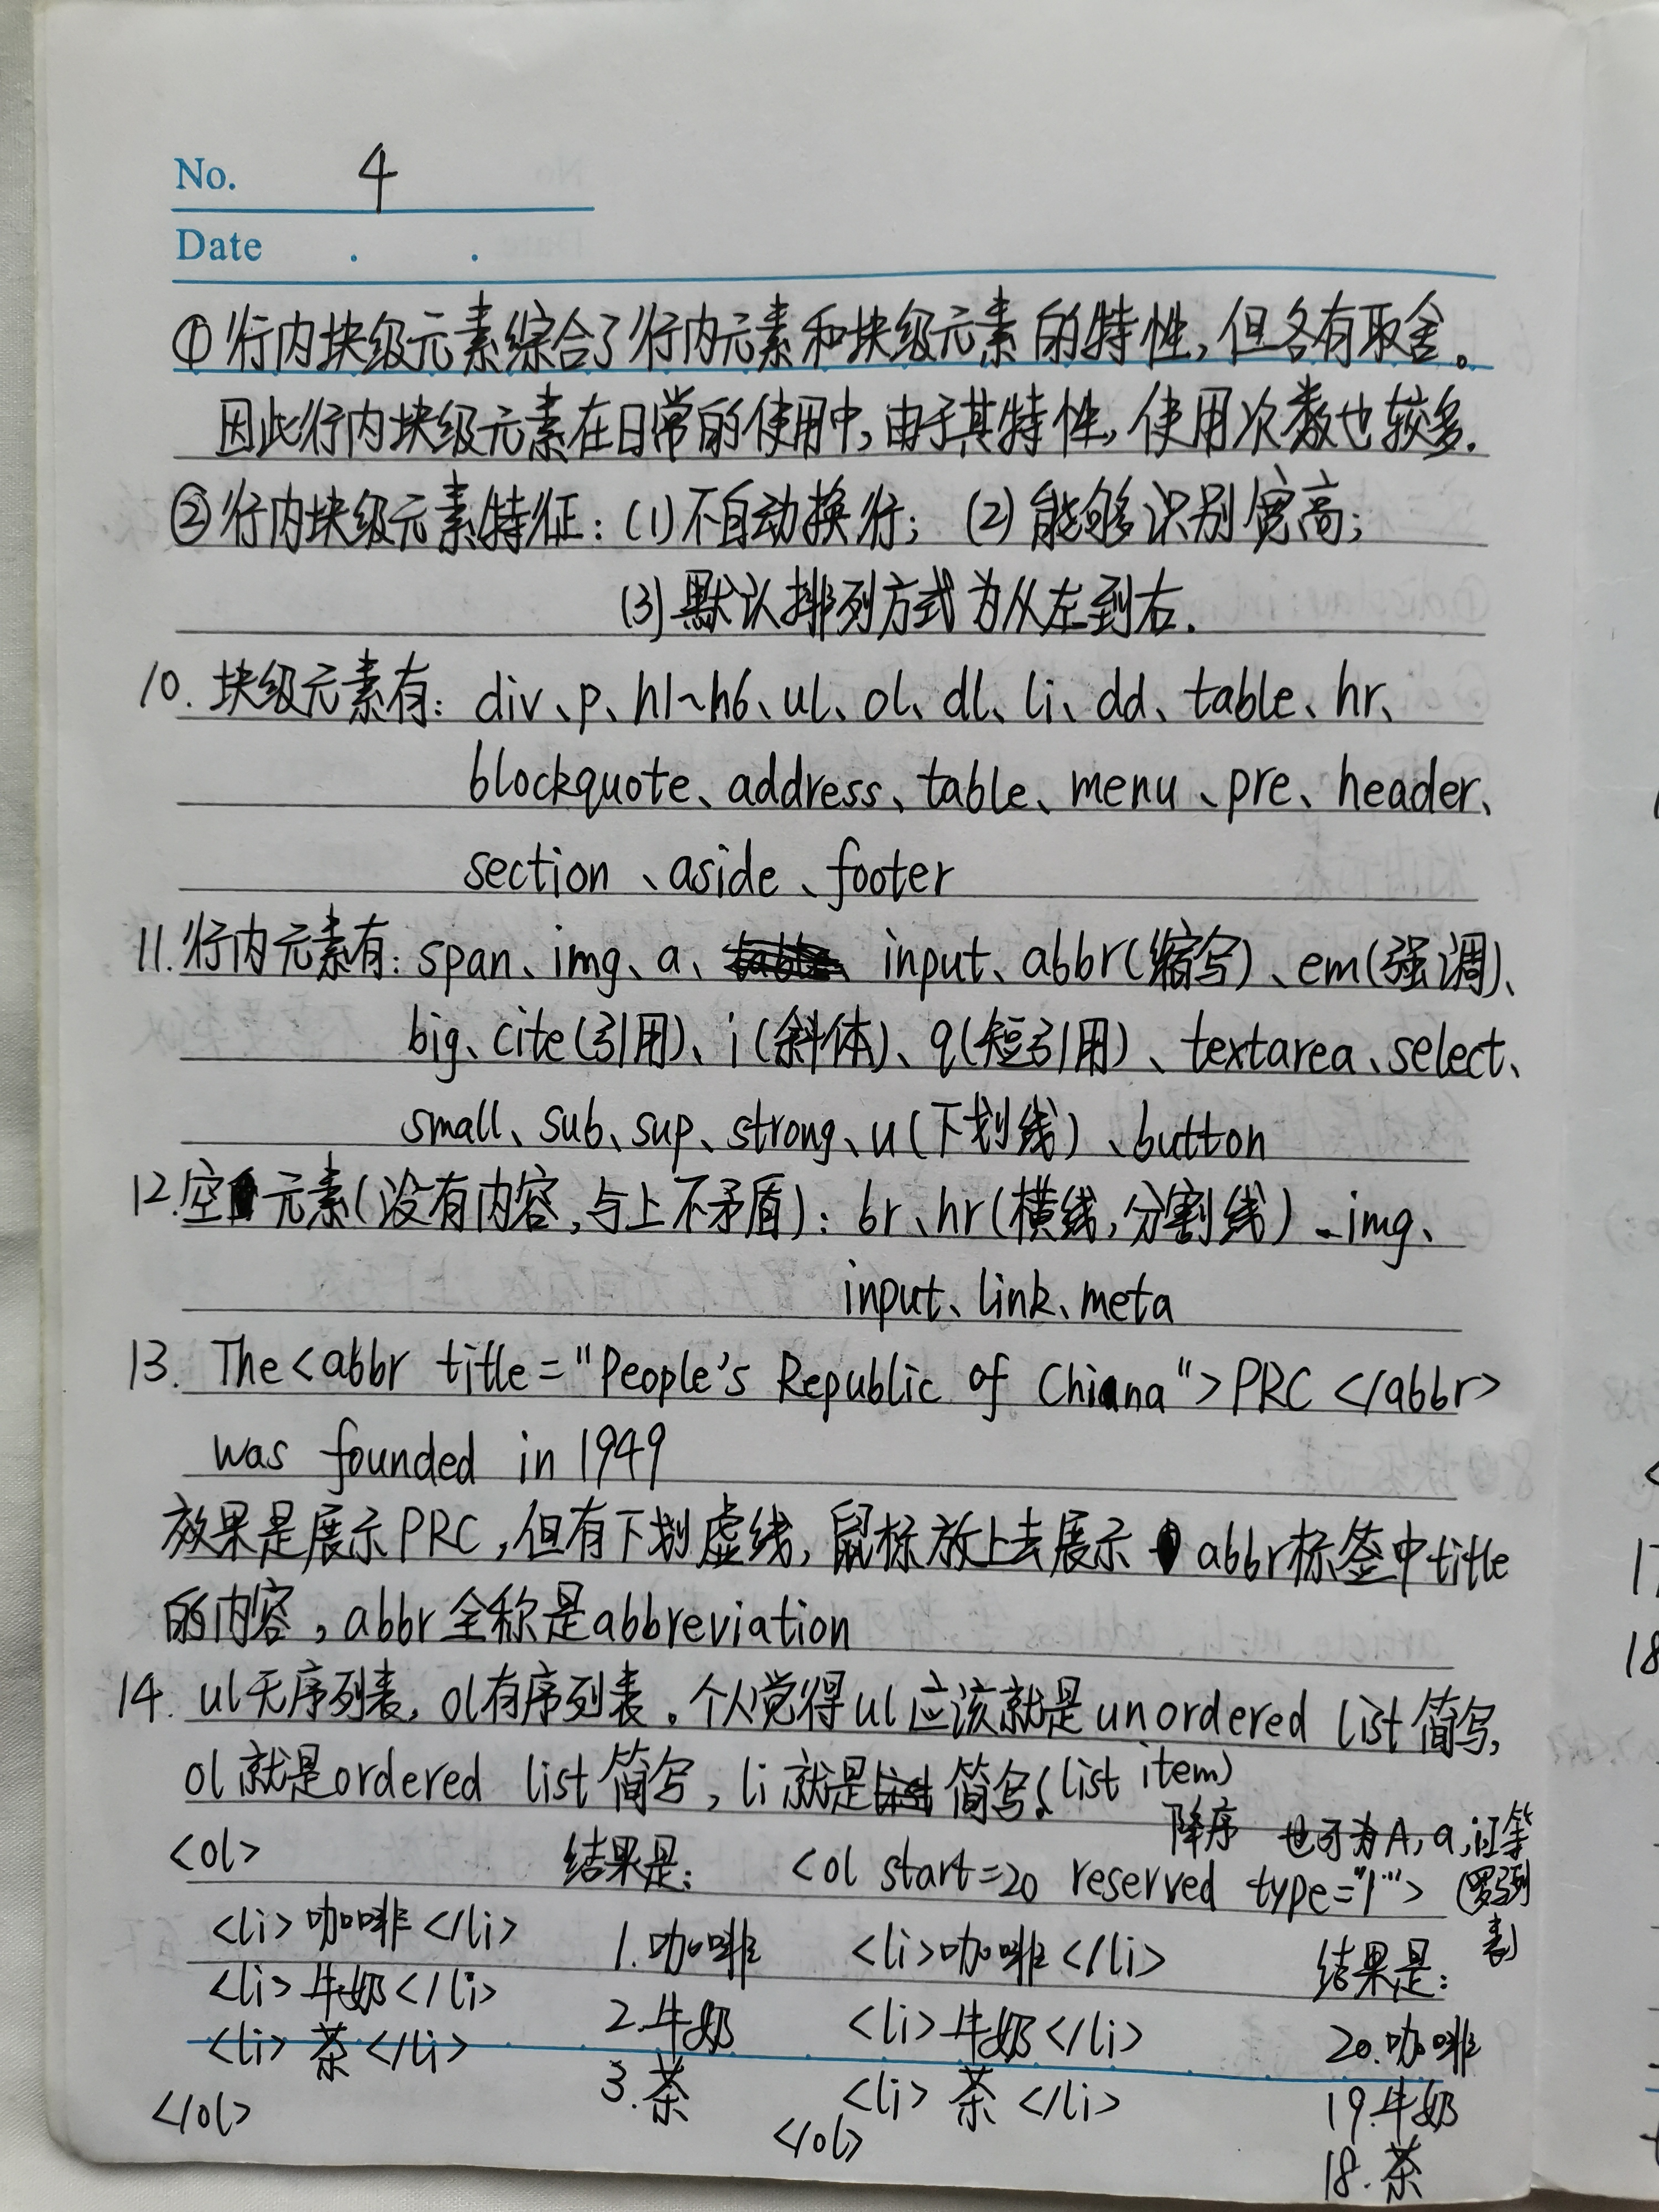 No. 4
Date . .
①行内块级元素综合了行内元素和块级元素的特性,但各有取舍。
因此行内块级元素在日常的使用中,由于其特性,使用次数也较多.
②行内块级元素特征:(1)不自动换行; (2)能够识别宽高;
(3)默认排列方式为从左到右.
10. 块级元素有: div、p、h1~h6、ul、ol、dl、li、dd、table、hr、
blockquote、address、table、menu、pre、header、
section、aside、footer
11.行内元素有: span、img、a、input、abbr(缩写)、em(强调)、
big、cite(引用)、i(斜体)、q(短引用)、textarea、select、
small、sub、sup、strong、u(下划线)、button
12.空元素(没有内容,与上不矛盾): br、hr(横线,分割线)、img、
input、link、meta
13. The<abbr title="People's Republic of Chiana">PRC</abbr>
was founded in 1949
效果是展示PRC,但有下划虚线,鼠标放上去展示abbr标签中title
的内容,abbr全称是abbreviation
14. ul无序列表,ol有序列表。个人觉得ul应该就是unordered list简写,
ol就是ordered list简写,li就是简写(list item)
降序 也可为A,a,i,I等
<ol> 结果是: <ol start=20 reserved type="1"> (罗列
表)
<li>咖啡</li> 1.咖啡 <li>咖啡</li> 结果是:
<li>牛奶</li> 2.牛奶 <li>牛奶</li> 20.咖啡
<li>茶</li> 3.茶 <li>茶</li> 19.牛奶
</ol> </ol> 18.茶